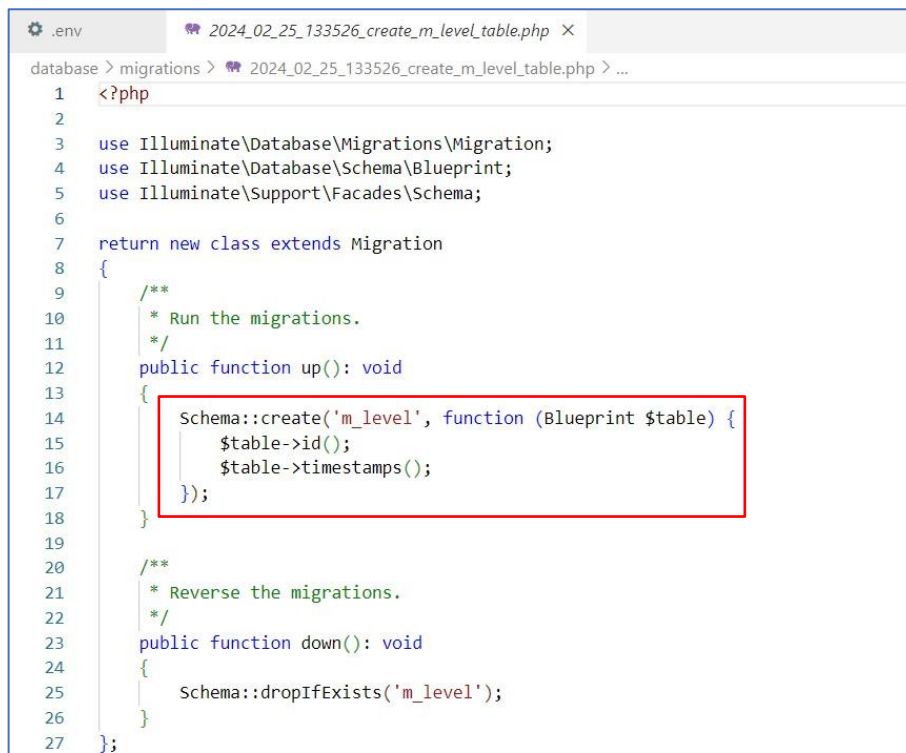 .env 2024_02_25_133526_create_m_level_table.php ×
database > migrations > 2024_02_25_133526_create_m_level_table.php > ...
1 <?php
2
3 use Illuminate\Database\Migrations\Migration;
4 use Illuminate\Database\Schema\Blueprint;
5 use Illuminate\Support\Facades\Schema;
6
7 return new class extends Migration
8 {
9     /**
10      * Run the migrations.
11      */
12     public function up(): void
13     {
14         Schema::create('m_level', function (Blueprint $table) {
15             $table->id();
16             $table->timestamps();
17         });
18     }
19
20     /**
21      * Reverse the migrations.
22      */
23     public function down(): void
24     {
25         Schema::dropIfExists('m_level');
26     }
27 };